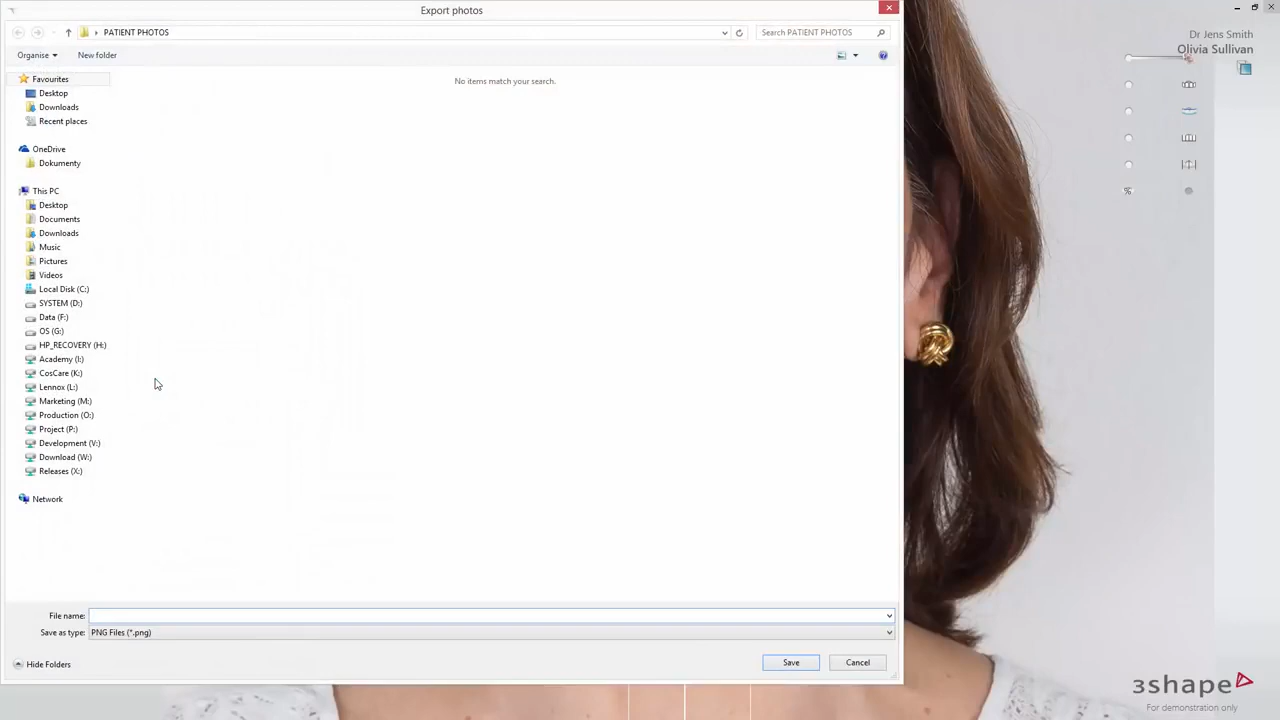 Export photos
PATIENT PHOTOS
Search PATIENT PHOTOS
Organise
New folder
Dr Jens Smith
Olivia Sullivan
No items match your search.
Favourites
Desktop
Downloads
Recent places
OneDrive
Dokumenty
This PC
Desktop
Documents
Downloads
Music
Pictures
Videos
Local Disk (C:)
SYSTEM (D:)
Data (F:)
OS (G:)
HP_RECOVERY (H:)
Academy (I:)
CosCare (K:)
Lennox (L:)
Marketing (M:)
Production (O:)
Project (P:)
Development (V:)
Download (W:)
Releases (X:)
Network
File name:
Save as type: PNG Files (*.png)
Hide Folders
Save
Cancel
3shape
For demonstration only